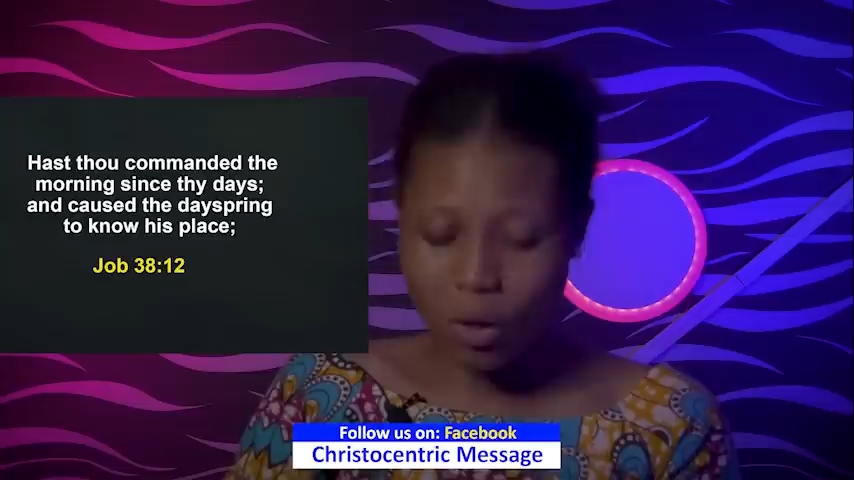 Hast thou commanded the
morning since thy days;
and caused the dayspring
to know his place;
Job 38:12
Follow us on: Facebook
Christocentric Message